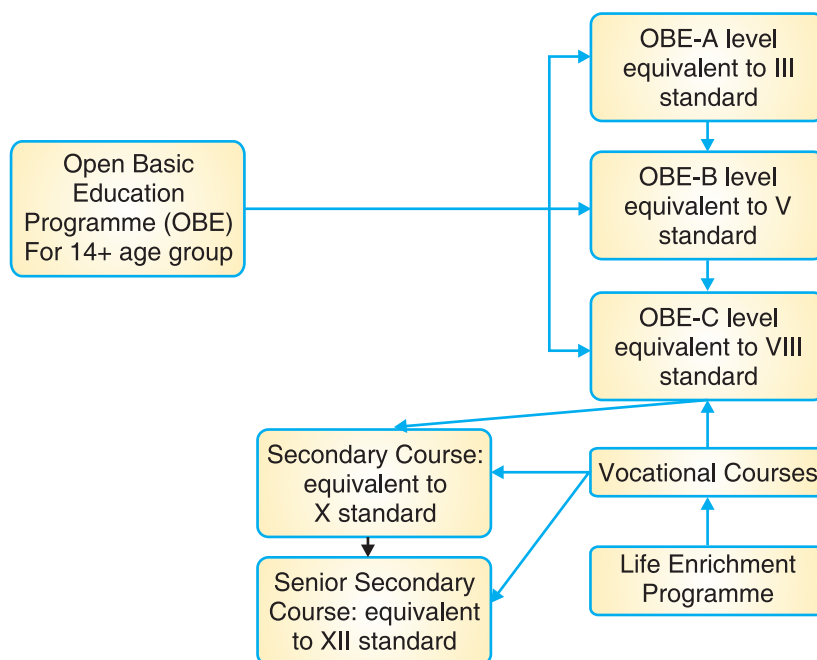 OBE-A level
equivalent to III
standard
Open Basic
Education
Programme (OBE)
For 14+ age group
OBE-B level
equivalent to V
standard
OBE-C level
equivalent to VIII
standard
Secondary Course:
equivalent to
X standard
Vocational Courses
Senior Secondary
Course: equivalent
to XII standard
Life Enrichment
Programme